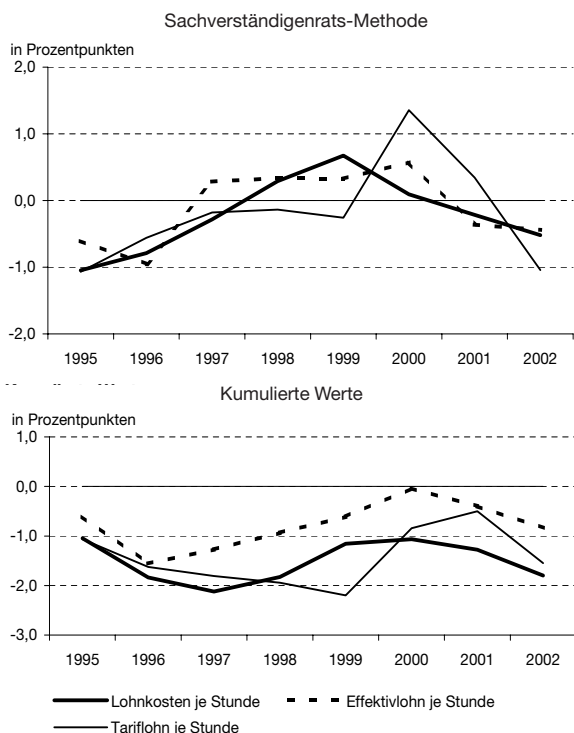 Sachverständigenrats-Methode
in Prozentpunkten
2,0
1,0
0,0
-1,0
-2,0
1995 1996 1997 1998 1999 2000 2001 2002
Kumulierte Werte
in Prozentpunkten
1,0
0,0
-1,0
-2,0
-3,0
1995 1996 1997 1998 1999 2000 2001 2002
Lohnkosten je Stunde Effektivlohn je Stunde
Tariflohn je Stunde